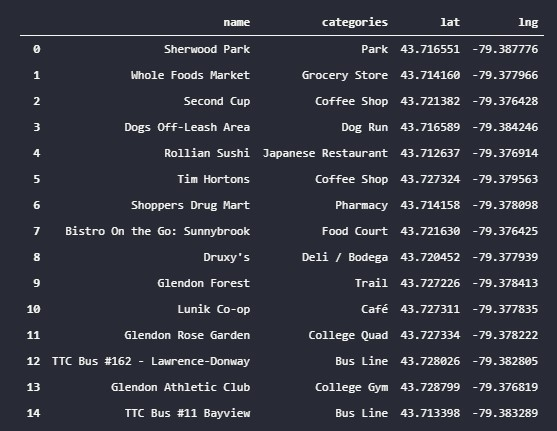 name categories lat lng
0 Sherwood Park Park 43.716551 -79.387776
1 Whole Foods Market Grocery Store 43.714160 -79.377966
2 Second Cup Coffee Shop 43.721382 -79.376428
3 Dogs Off-Leash Area Dog Run 43.716589 -79.384246
4 Rollian Sushi Japanese Restaurant 43.712637 -79.376914
5 Tim Hortons Coffee Shop 43.727324 -79.379563
6 Shoppers Drug Mart Pharmacy 43.714158 -79.378098
7 Bistro On the Go: Sunnybrook Food Court 43.721630 -79.376425
8 Druxy's Deli / Bodega 43.720452 -79.377939
9 Glendon Forest Trail 43.727226 -79.378413
10 Lunik Co-op Café 43.727311 -79.377835
11 Glendon Rose Garden College Quad 43.727334 -79.378222
12 TTC Bus #162 - Lawrence-Donway Bus Line 43.728026 -79.382805
13 Glendon Athletic Club College Gym 43.728799 -79.376819
14 TTC Bus #11 Bayview Bus Line 43.713398 -79.383289